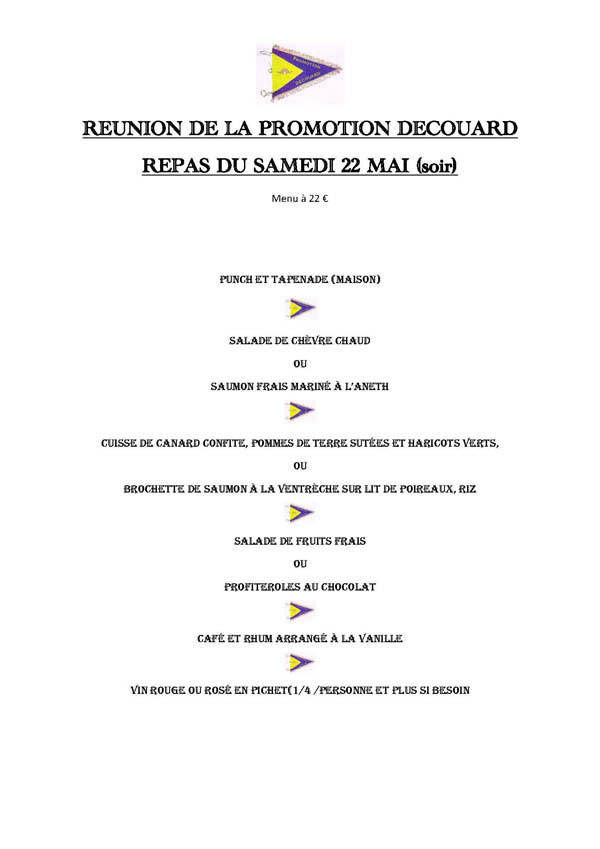 PROMOTION
DECOUARD
REUNION DE LA PROMOTION DECOUARD
REPAS DU SAMEDI 22 MAI (soir)
Menu à 22 €
PUNCH ET TAPENADE (MAISON)
SALADE DE CHÈVRE CHAUD
OU
SAUMON FRAIS MARINÉ À L'ANETH
CUISSE DE CANARD CONFITE, POMMES DE TERRE SUTÉES ET HARICOTS VERTS,
OU
BROCHETTE DE SAUMON À LA VENTRÈCHE SUR LIT DE POIREAUX, RIZ
SALADE DE FRUITS FRAIS
OU
PROFITEROLES AU CHOCOLAT
CAFÉ ET RHUM ARRANGÉ À LA VANILLE
VIN ROUGE OU ROSÉ EN PICHET(1/4 /PERSONNE ET PLUS SI BESOIN